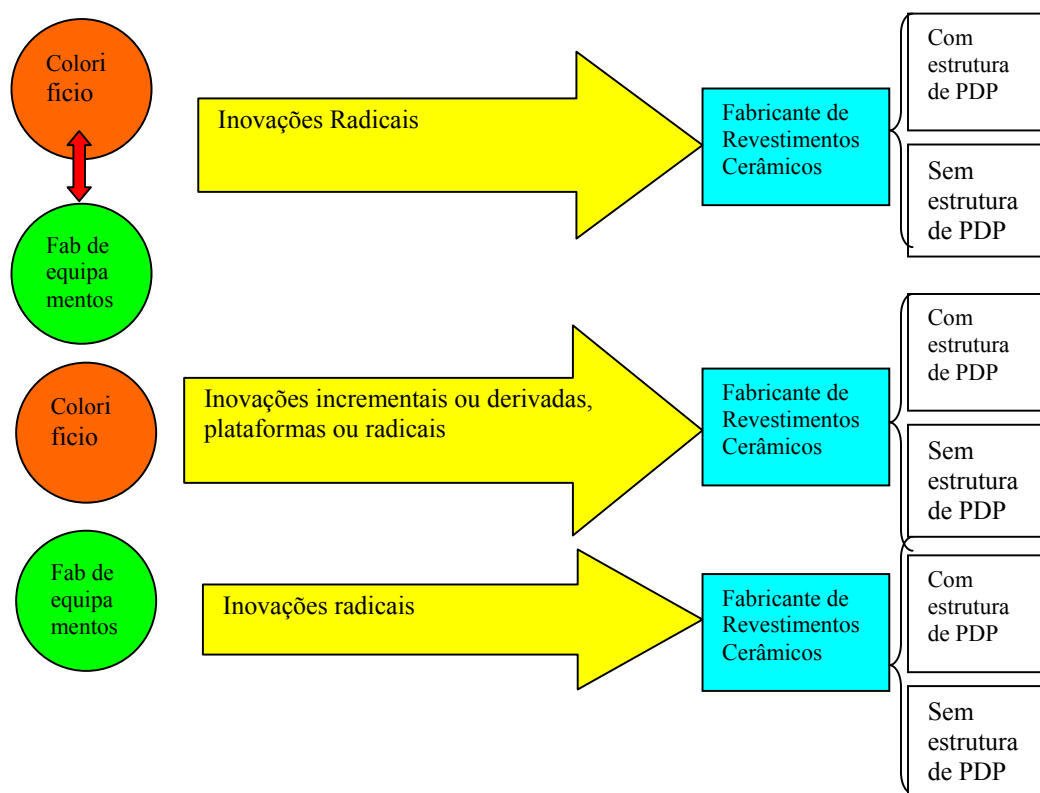 Colori
ficio
Fab de
equipa
mentos
Inovações Radicais
Fabricante de
Revestimentos
Cerâmicos
Com
estrutura
de PDP
Sem
estrutura
de PDP
Colori
ficio
Inovações incrementais ou derivadas,
plataformas ou radicais
Fabricante de
Revestimentos
Cerâmicos
Com
estrutura
de PDP
Sem
estrutura
de PDP
Fab de
equipa
mentos
Inovações radicais
Fabricante de
Revestimentos
Cerâmicos
Com
estrutura
de PDP
Sem
estrutura
de PDP